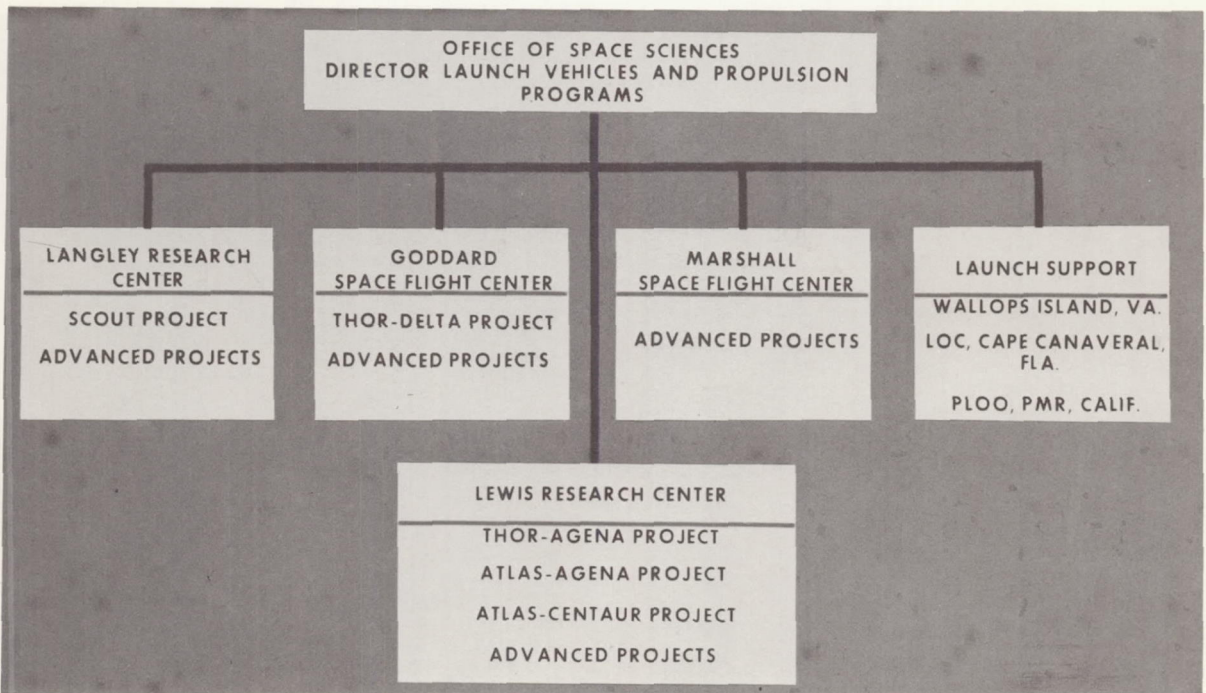 OFFICE OF SPACE SCIENCES
DIRECTOR LAUNCH VEHICLES AND PROPULSION
PROGRAMS
LANGLEY RESEARCH
CENTER
SCOUT PROJECT
ADVANCED PROJECTS
GODDARD
SPACE FLIGHT CENTER
THOR-DELTA PROJECT
ADVANCED PROJECTS
MARSHALL
SPACE FLIGHT CENTER
ADVANCED PROJECTS
LAUNCH SUPPORT
WALLOPS ISLAND, VA.
LOC, CAPE CANAVERAL,
FLA.
PLOO, PMR, CALIF.
LEWIS RESEARCH CENTER
THOR-AGENA PROJECT
ATLAS-AGENA PROJECT
ATLAS-CENTAUR PROJECT
ADVANCED PROJECTS